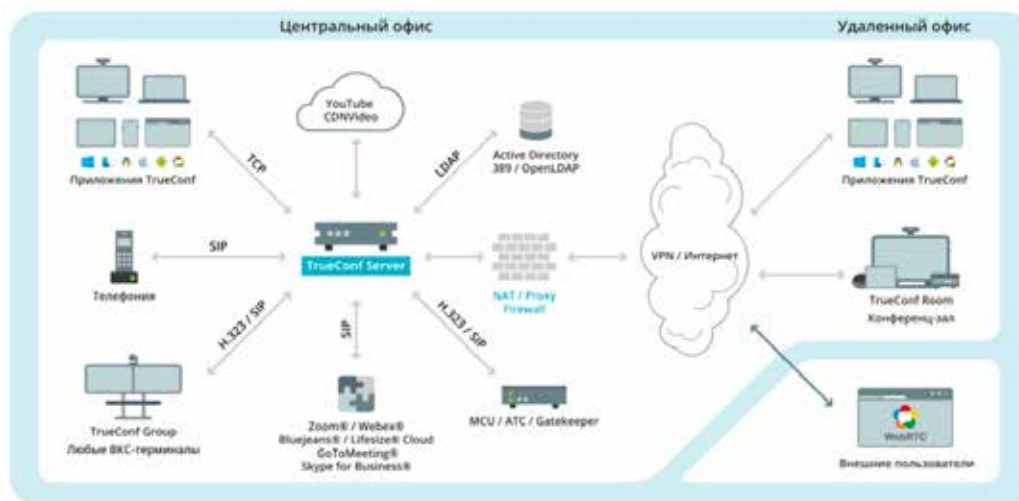 Центральный офис
Удаленный офис
YouTube
CDNVideo
TCP
LDAP
Active Directory
389 / OpenLDAP
Приложения TrueConf
Приложения TrueConf
SIP
TrueConf Server
VPN / Интернет
Телефония
NAT / Proxy
Firewall
TrueConf Room
Конференц-зал
H.323 / SIP
SIP
H.323 / SIP
TrueConf Group
Любые ВКС-терминалы
Zoom® / Webex®
Bluejeans® / Lifesize® Cloud
GoToMeeting®
Skype for Business®
MCU / ATC / Gatekeeper
WebRTC
Внешние пользователи